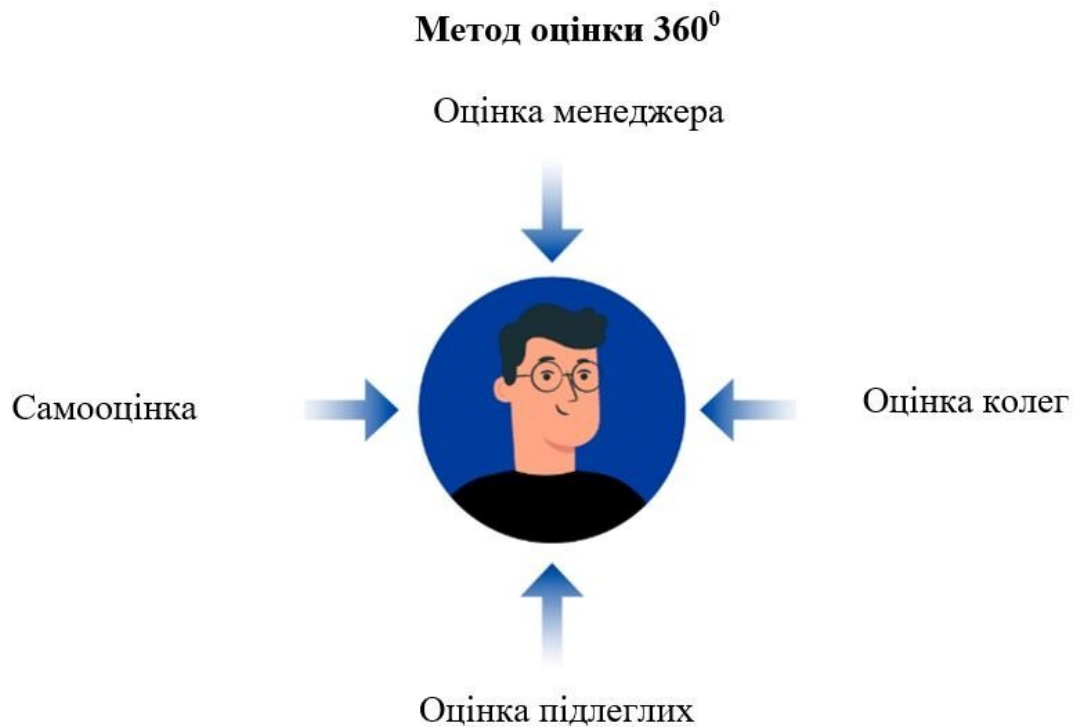 Метод оцінки 360⁰
Оцінка менеджера
Самооцінка
Оцінка колег
Оцінка підлеглих